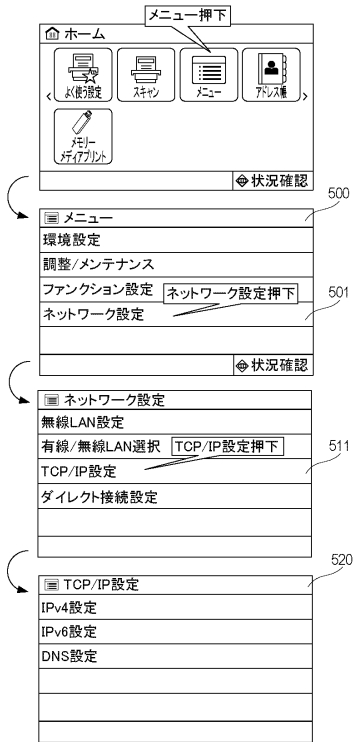 メニュー押下
ホーム
よく使う設定
スキャン
メニュー
アドレス帳
メモリー
メディアプリント
状況確認
500
メニュー
環境設定
調整/メンテナンス
ファンクション設定
ネットワーク設定押下
501
ネットワーク設定
状況確認
ネットワーク設定
無線LAN設定
有線/無線LAN選択
TCP/IP設定押下
511
TCP/IP設定
ダイレクト接続設定
520
TCP/IP設定
IPv4設定
IPv6設定
DNS設定